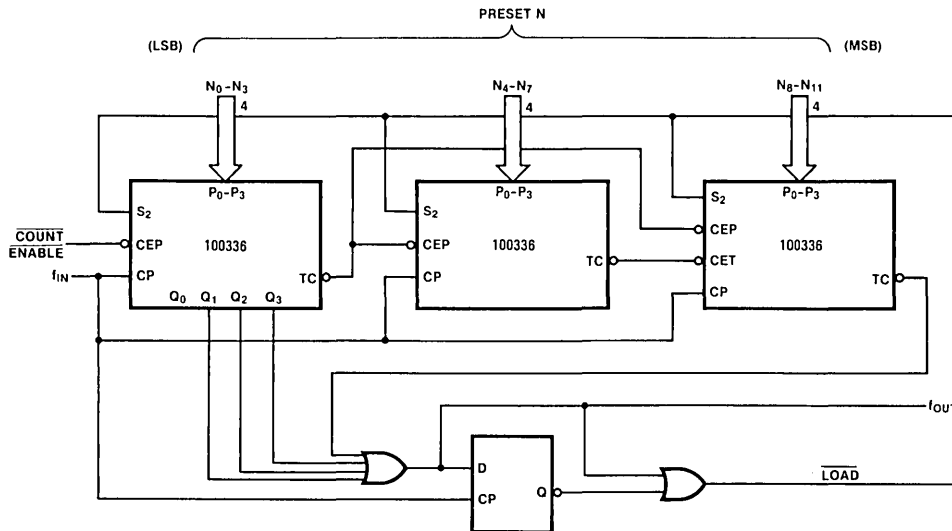 PRESET N
(LSB)
(MSB)
N0–N3
4
N4–N7
4
N8–N11
4
P0–P3
P0–P3
P0–P3
S2
S2
S2
COUNT
ENABLE
CEP
100336
CEP
100336
CEP
100336
fIN
CP
TC
CP
TC
CET
CP
TC
Q0 Q1 Q2 Q3
fOUT
D
CP
Q
LOAD